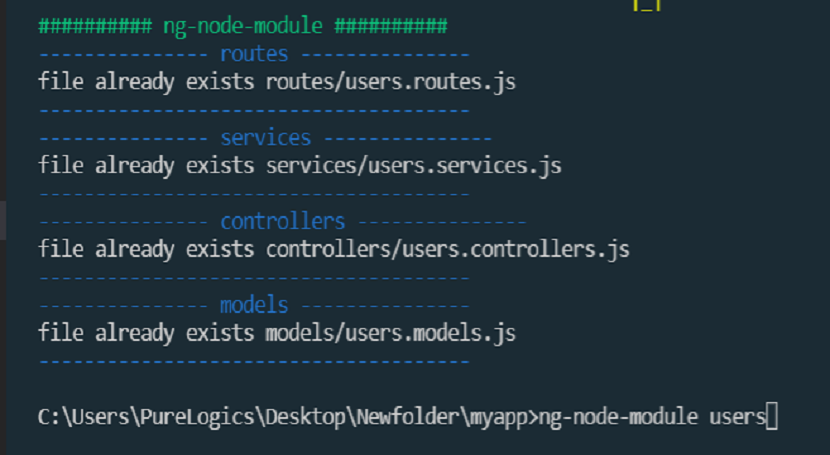 ########## ng-node-module ##########
--------------- routes ---------------
file already exists routes/users.routes.js
--------------------------------------
--------------- services ---------------
file already exists services/users.services.js
--------------------------------------
--------------- controllers ---------------
file already exists controllers/users.controllers.js
--------------------------------------
--------------- models ---------------
file already exists models/users.models.js
--------------------------------------
C:\Users\PureLogics\Desktop\Newfolder\myapp>ng-node-module users